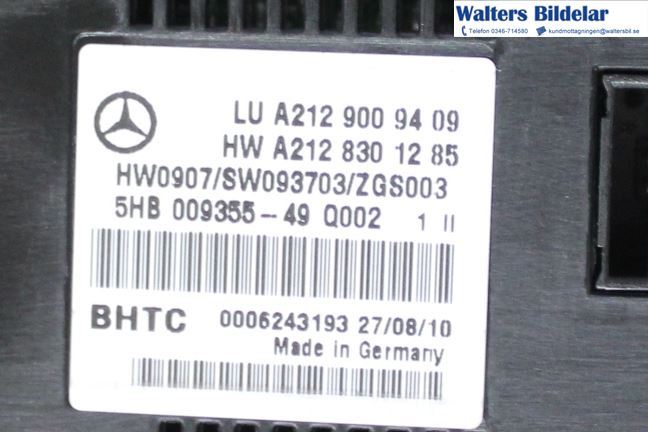 Walters Bildelar
Telefon 0346-714580 kundmottagningen@waltersbil.se
LU A212 900 94 09
HW A212 830 12 85
HW0907/SW093703/ZGS003
5HB 009355-49 Q002 1 II
BHTC 0006243193 27/08/10
Made in Germany